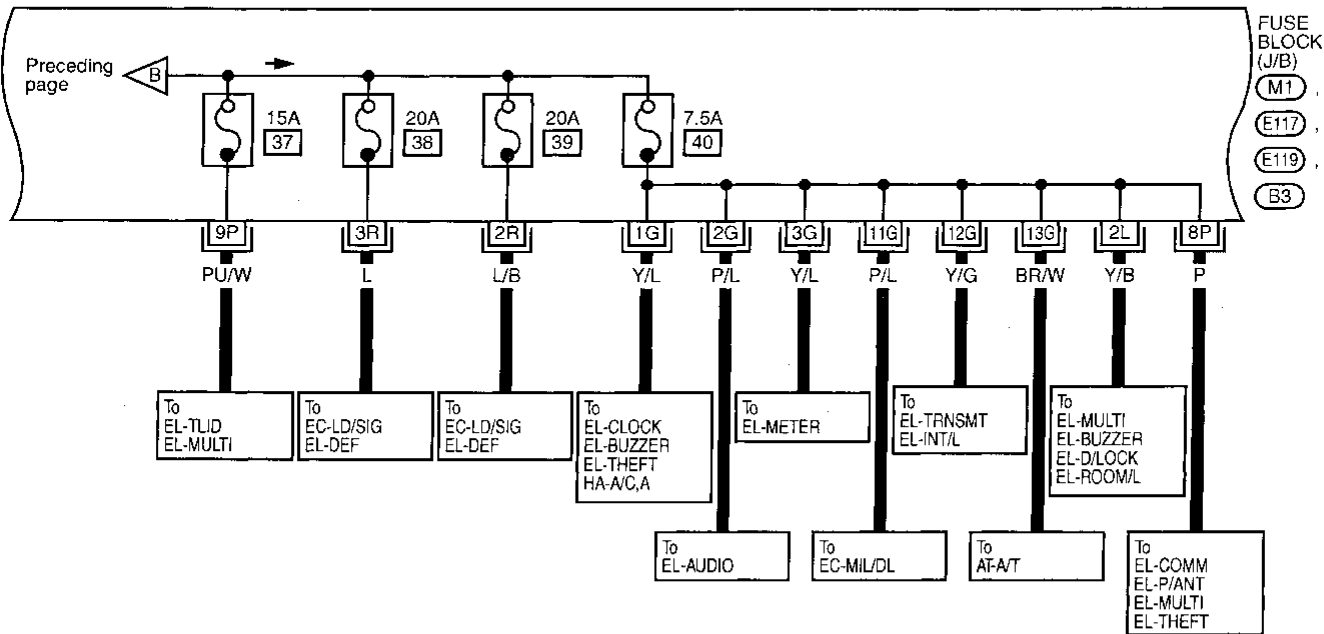 Preceding
page
B
15A
37
20A
38
20A
39
7.5A
40
FUSE
BLOCK
(J/B)
M1 ,
E117 ,
E119 ,
B3
9P
3R
2R
1G
2G
3G
11G
12G
13G
2L
8P
PU/W
L
L/B
Y/L
P/L
Y/L
P/L
Y/G
BR/W
Y/B
P
To
EL-TLID
EL-MULTI
To
EC-LD/SIG
EL-DEF
To
EC-LD/SIG
EL-DEF
To
EL-CLOCK
EL-BUZZER
EL-THEFT
HA-A/C,A
To
EL-METER
To
EL-TRNSMT
EL-INT/L
To
EL-MULTI
EL-BUZZER
EL-D/LOCK
EL-ROOM/L
To
EL-AUDIO
To
EC-MIL/DL
To
AT-A/T
To
EL-COMM
EL-P/ANT
EL-MULTI
EL-THEFT